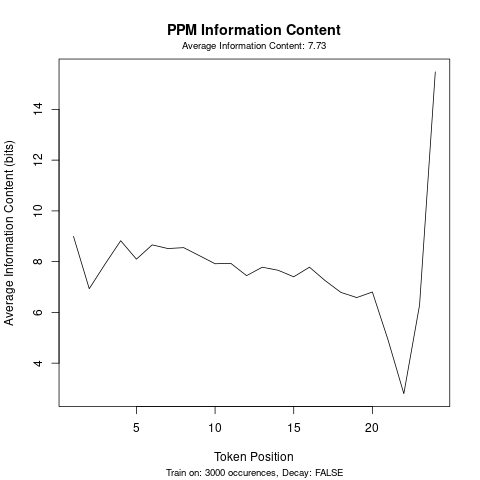 PPM Information Content
Average Information Content: 7.73
Average Information Content (bits)
14
12
10
8
6
4
5
10
15
20
Token Position
Train on: 3000 occurences, Decay: FALSE